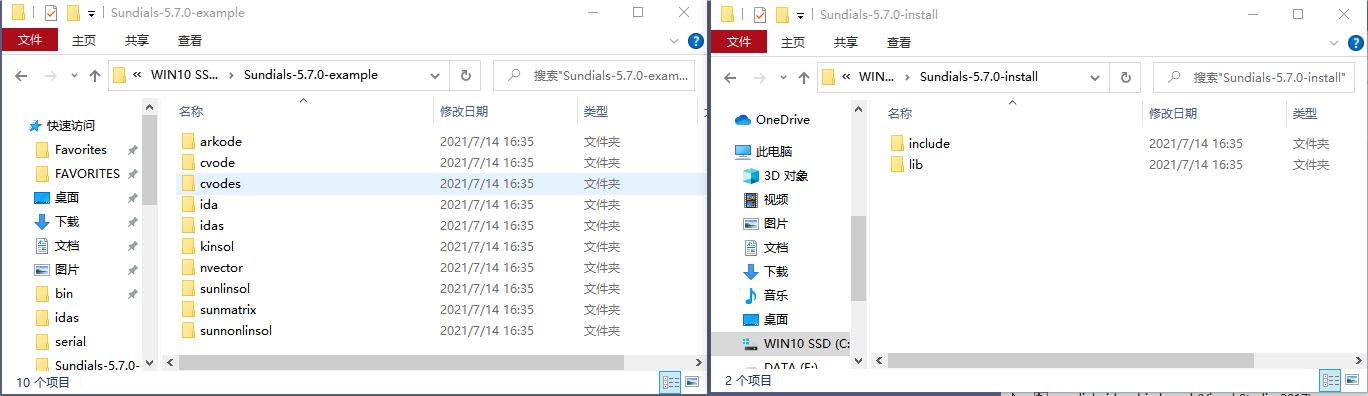 Sundials-5.7.0-example
文件 主页 共享 查看
« WIN10 SS... > Sundials-5.7.0-example
搜索"Sundials-5.7.0-exam...
快速访问
Favorites
FAVORITES
桌面
下载
文档
图片
bin
idas
serial
Sundials-5.7.0-
名称 修改日期 类型
arkode 2021/7/14 16:35 文件夹
cvode 2021/7/14 16:35 文件夹
cvodes 2021/7/14 16:35 文件夹
ida 2021/7/14 16:35 文件夹
idas 2021/7/14 16:35 文件夹
kinsol 2021/7/14 16:35 文件夹
nvector 2021/7/14 16:35 文件夹
sunlinsol 2021/7/14 16:35 文件夹
sunmatrix 2021/7/14 16:35 文件夹
sunnonlinsol 2021/7/14 16:35 文件夹
10 个项目
Sundials-5.7.0-install
文件 主页 共享 查看
« WIN... > Sundials-5.7.0-install
搜索"Sundials-5.7.0-install"
OneDrive
此电脑
3D 对象
视频
图片
文档
下载
音乐
桌面
WIN10 SSD (C:
DATA (F:)
名称 修改日期 类型
include 2021/7/14 16:35 文件夹
lib 2021/7/14 16:35 文件夹
2 个项目